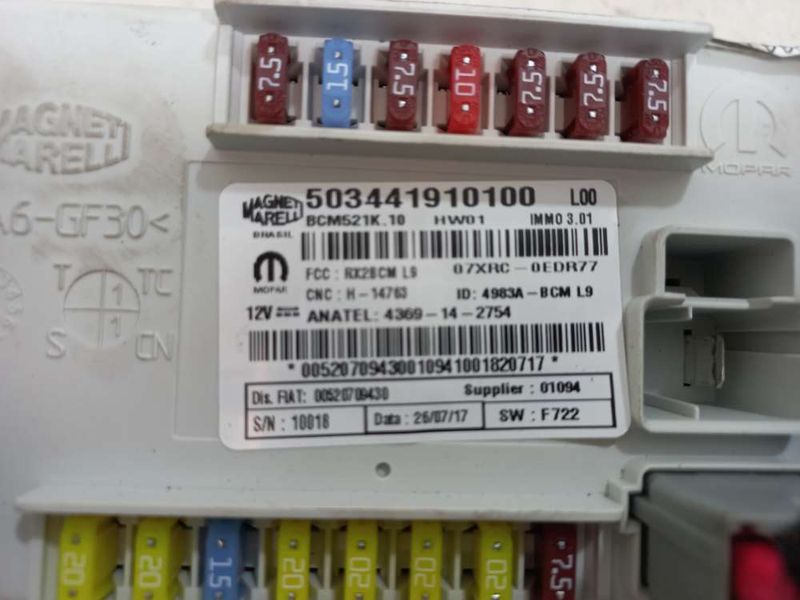 7.5 15 7.5 10 7.5 7.5 7.5
MAGNETI
MARELLI
MOPAR
A6-GF30<
T TC
1
1
S CN
MAGNETI
MARELLI
BRASIL
503441910100 L00
BCM521K.10 HW01 IMMO 3.01
MOPAR
FCC: RX2BCM L9 07XRC-0EDR77
CNC: H-14763 ID: 4983A-BCM L9
12V ANATEL: 4369-14-2754
* 00520709430010941001820717 *
Dis. FIAT: 00520709430 Supplier : 01094
S/N : 10018 Data : 26/07/17 SW : F722
20 20 15 20 20 20 20 7.5